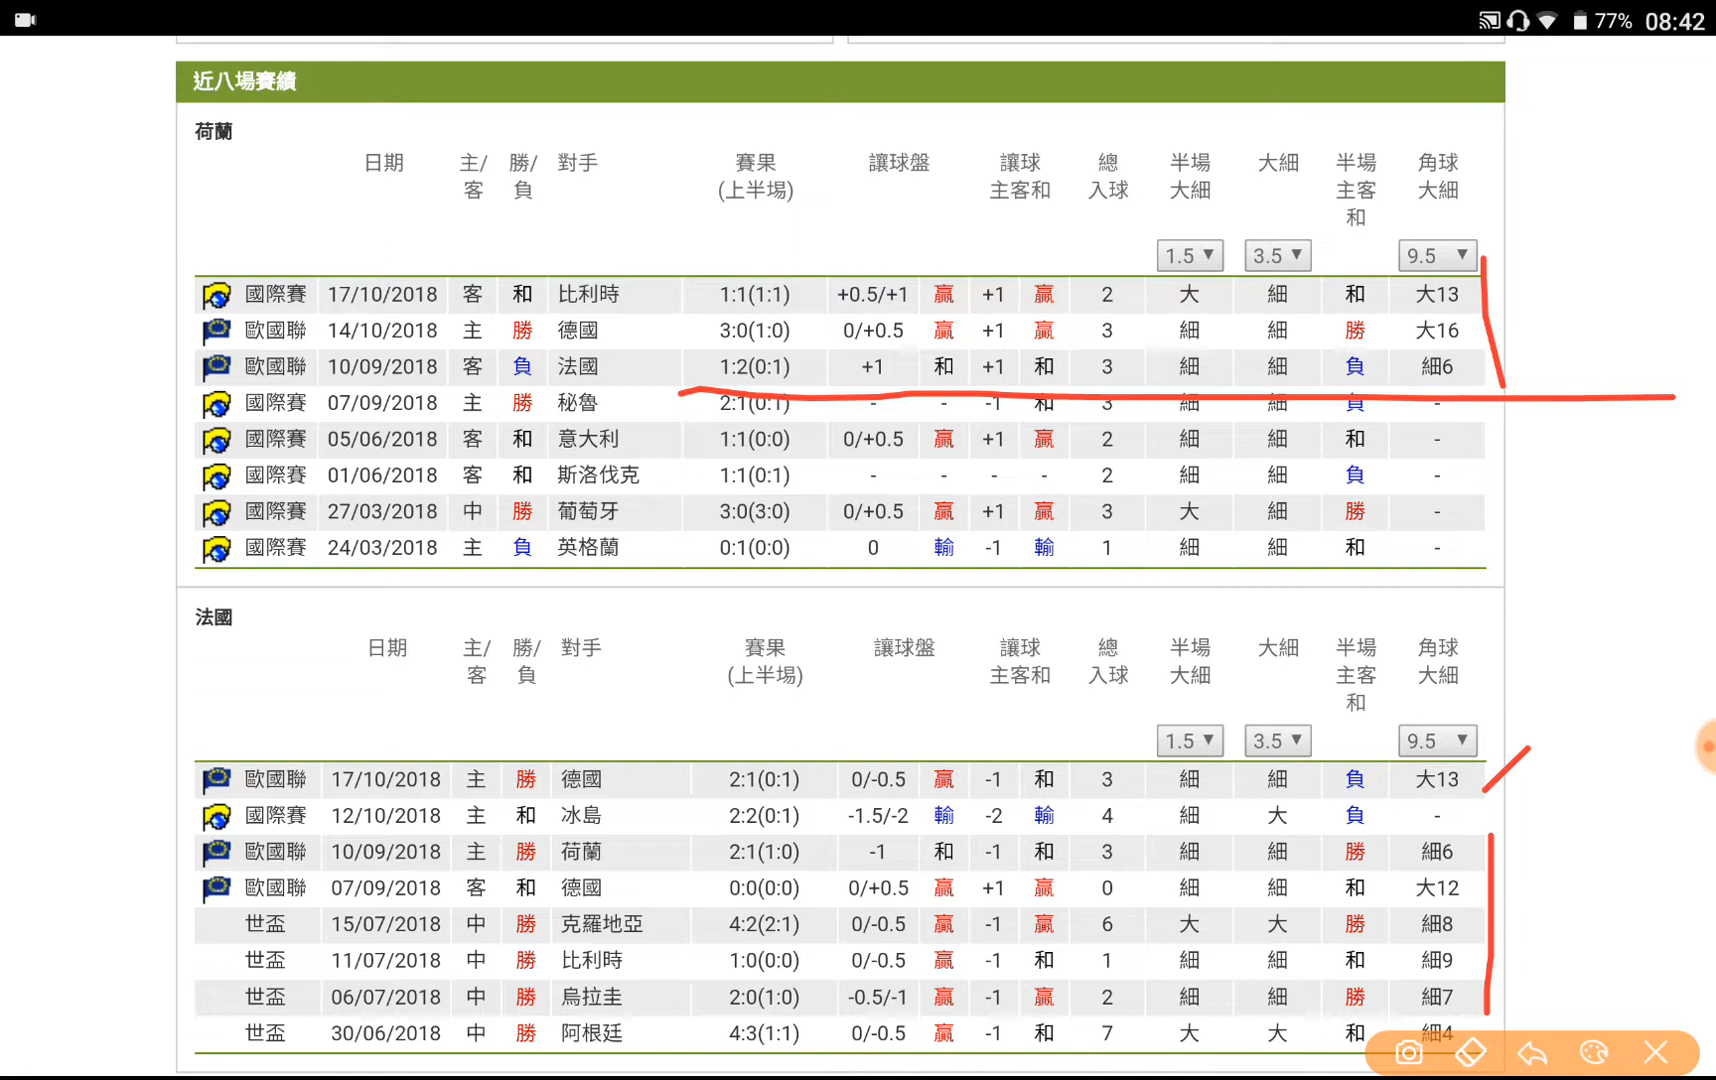 77% 08:42
近八場賽績
荷蘭
日期 主/客 勝/負 對手 賽果(上半場) 讓球盤 讓球主客和 總入球 半場大細 大細 半場主客和 角球大細
1.5 ▼ 3.5 ▼ 9.5 ▼
國際賽 17/10/2018 客 和 比利時 1:1(1:1) +0.5/+1 贏 +1 贏 2 大 細 和 大13
歐國聯 14/10/2018 主 勝 德國 3:0(1:0) 0/+0.5 贏 +1 贏 3 細 細 勝 大16
歐國聯 10/09/2018 客 負 法國 1:2(0:1) +1 和 +1 和 3 細 細 負 細6
國際賽 07/09/2018 主 勝 秘魯 2:1(0:1) - - -1 和 3 細 細 負 -
國際賽 05/06/2018 客 和 意大利 1:1(0:0) 0/+0.5 贏 +1 贏 2 細 細 和 -
國際賽 01/06/2018 客 和 斯洛伐克 1:1(0:1) - - - - 2 細 細 負 -
國際賽 27/03/2018 中 勝 葡萄牙 3:0(3:0) 0/+0.5 贏 +1 贏 3 大 細 勝 -
國際賽 24/03/2018 主 負 英格蘭 0:1(0:0) 0 輸 -1 輸 1 細 細 和 -
法國
日期 主/客 勝/負 對手 賽果(上半場) 讓球盤 讓球主客和 總入球 半場大細 大細 半場主客和 角球大細
1.5 ▼ 3.5 ▼ 9.5 ▼
歐國聯 17/10/2018 主 勝 德國 2:1(0:1) 0/-0.5 贏 -1 和 3 細 細 負 大13
國際賽 12/10/2018 主 和 冰島 2:2(0:1) -1.5/-2 輸 -2 輸 4 細 大 負 -
歐國聯 10/09/2018 主 勝 荷蘭 2:1(1:0) -1 和 -1 和 3 細 細 勝 細6
歐國聯 07/09/2018 客 和 德國 0:0(0:0) 0/+0.5 贏 +1 贏 0 細 細 和 大12
世盃 15/07/2018 中 勝 克羅地亞 4:2(2:1) 0/-0.5 贏 -1 贏 6 大 大 勝 細8
世盃 11/07/2018 中 勝 比利時 1:0(0:0) 0/-0.5 贏 -1 和 1 細 細 和 細9
世盃 06/07/2018 中 勝 烏拉圭 2:0(1:0) -0.5/-1 贏 -1 贏 2 細 細 勝 細7
世盃 30/06/2018 中 勝 阿根廷 4:3(1:1) 0/-0.5 贏 -1 和 7 大 大 和 細4